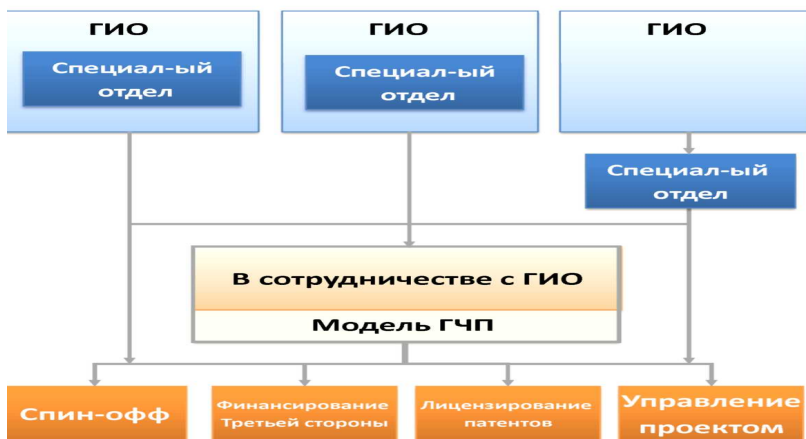 ГИО
ГИО
ГИО
Специал-ый
отдел
Специал-ый
отдел
Специал-ый
отдел
В сотрудничестве с ГИО
Модель ГЧП
Спин-офф
Финансирование
Третьей стороны
Лицензирование
патентов
Управление
проектом